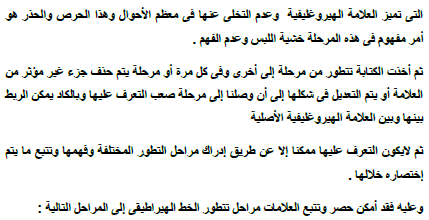 التى تميز العلامة الهيروغليفية وعدم التخلى عنها فى معظم الأحوال وهذا الحرص والحذر هو
أمر مفهوم فى هذه المرحلة خشية اللبس وعدم الفهم .
ثم أخذت الكتابة تتطور من مرحلة إلى أخرى وفى كل مرة أو مرحلة يتم حذف جزء غير مؤثر من
العلامة أو يتم التعديل فى شكلها إلى أن وصلنا إلى مرحلة صعب التعرف عليها وبالكاد يمكن الربط
بينها وبين العلامة الهيروغليفية الأصلية
ثم لايكون التعرف عليها ممكنا إلا عن طريق إدراك مراحل التطور المختلفة وفهمها وتتبع ما يتم
إختصاره خلالها .
وعليه فقد أمكن حصر وتتبع العلامات مراحل تتطور الخط الهيراطيقى إلى المراحل التالية :